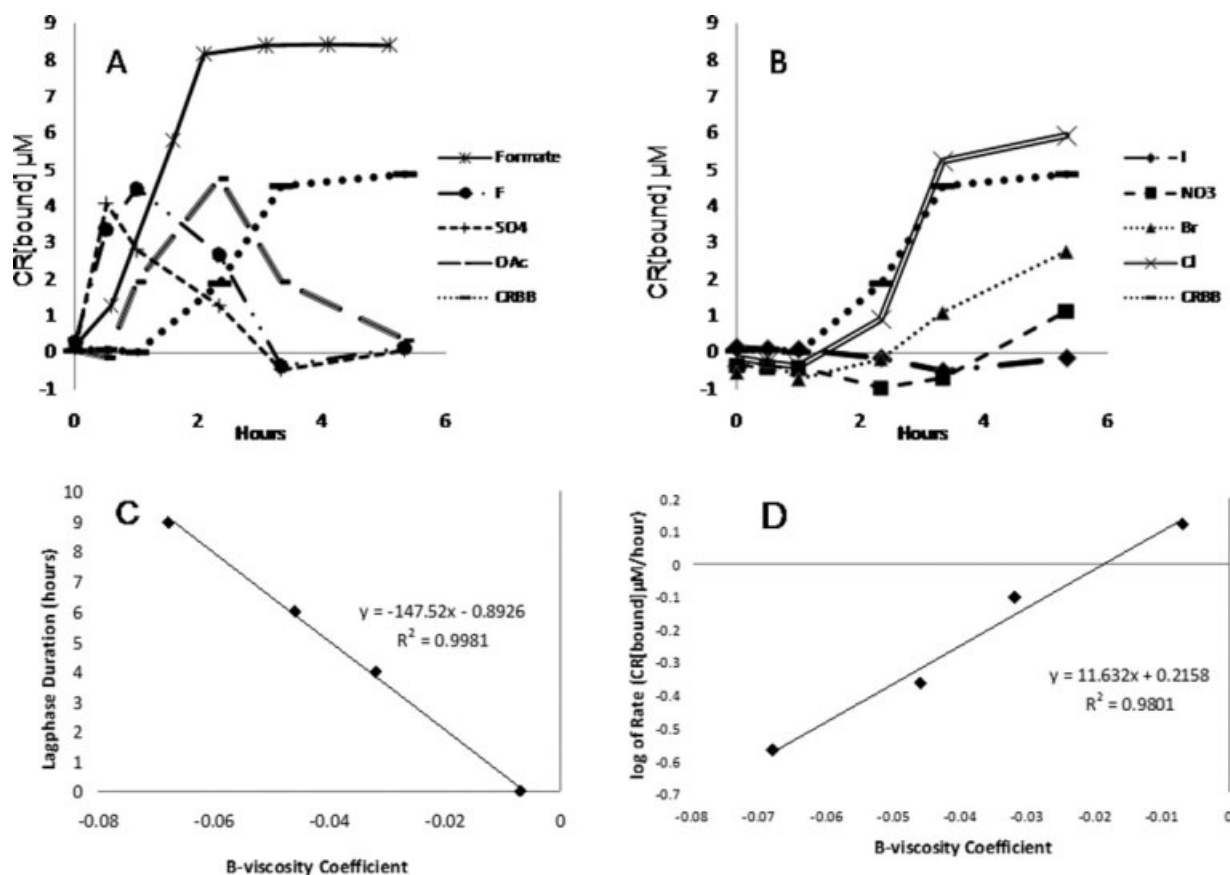 9
8
7
6
5
4
3
2
1
0
-1
A
CR[bound] µM
0 2 4 6
Hours
Formate
F
SO4
OAc
CRBB
9
8
7
6
5
4
3
2
1
0
-1
B
CR[bound] µM
0 2 4 6
Hours
I
NO3
Br
Cl
CRBB
10
9
8
7
6
5
4
3
2
1
0
C
Lagphase Duration (hours)
y = -147.52x - 0.8926
R² = 0.9981
-0.08 -0.06 -0.04 -0.02 0
B-viscosity Coefficient
0.2
0.1
0
-0.1
-0.2
-0.3
-0.4
-0.5
-0.6
-0.7
D
log of Rate (CR[bound]µM/hour)
y = 11.632x + 0.2158
R² = 0.9801
-0.08 -0.07 -0.06 -0.05 -0.04 -0.03 -0.02 -0.01 0
B-viscosity Coefficient